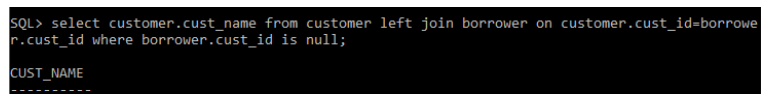 SQL> select customer.cust_name from customer left join borrower on customer.cust_id=borrowe
r.cust_id where borrower.cust_id is null;
CUST_NAME
----------